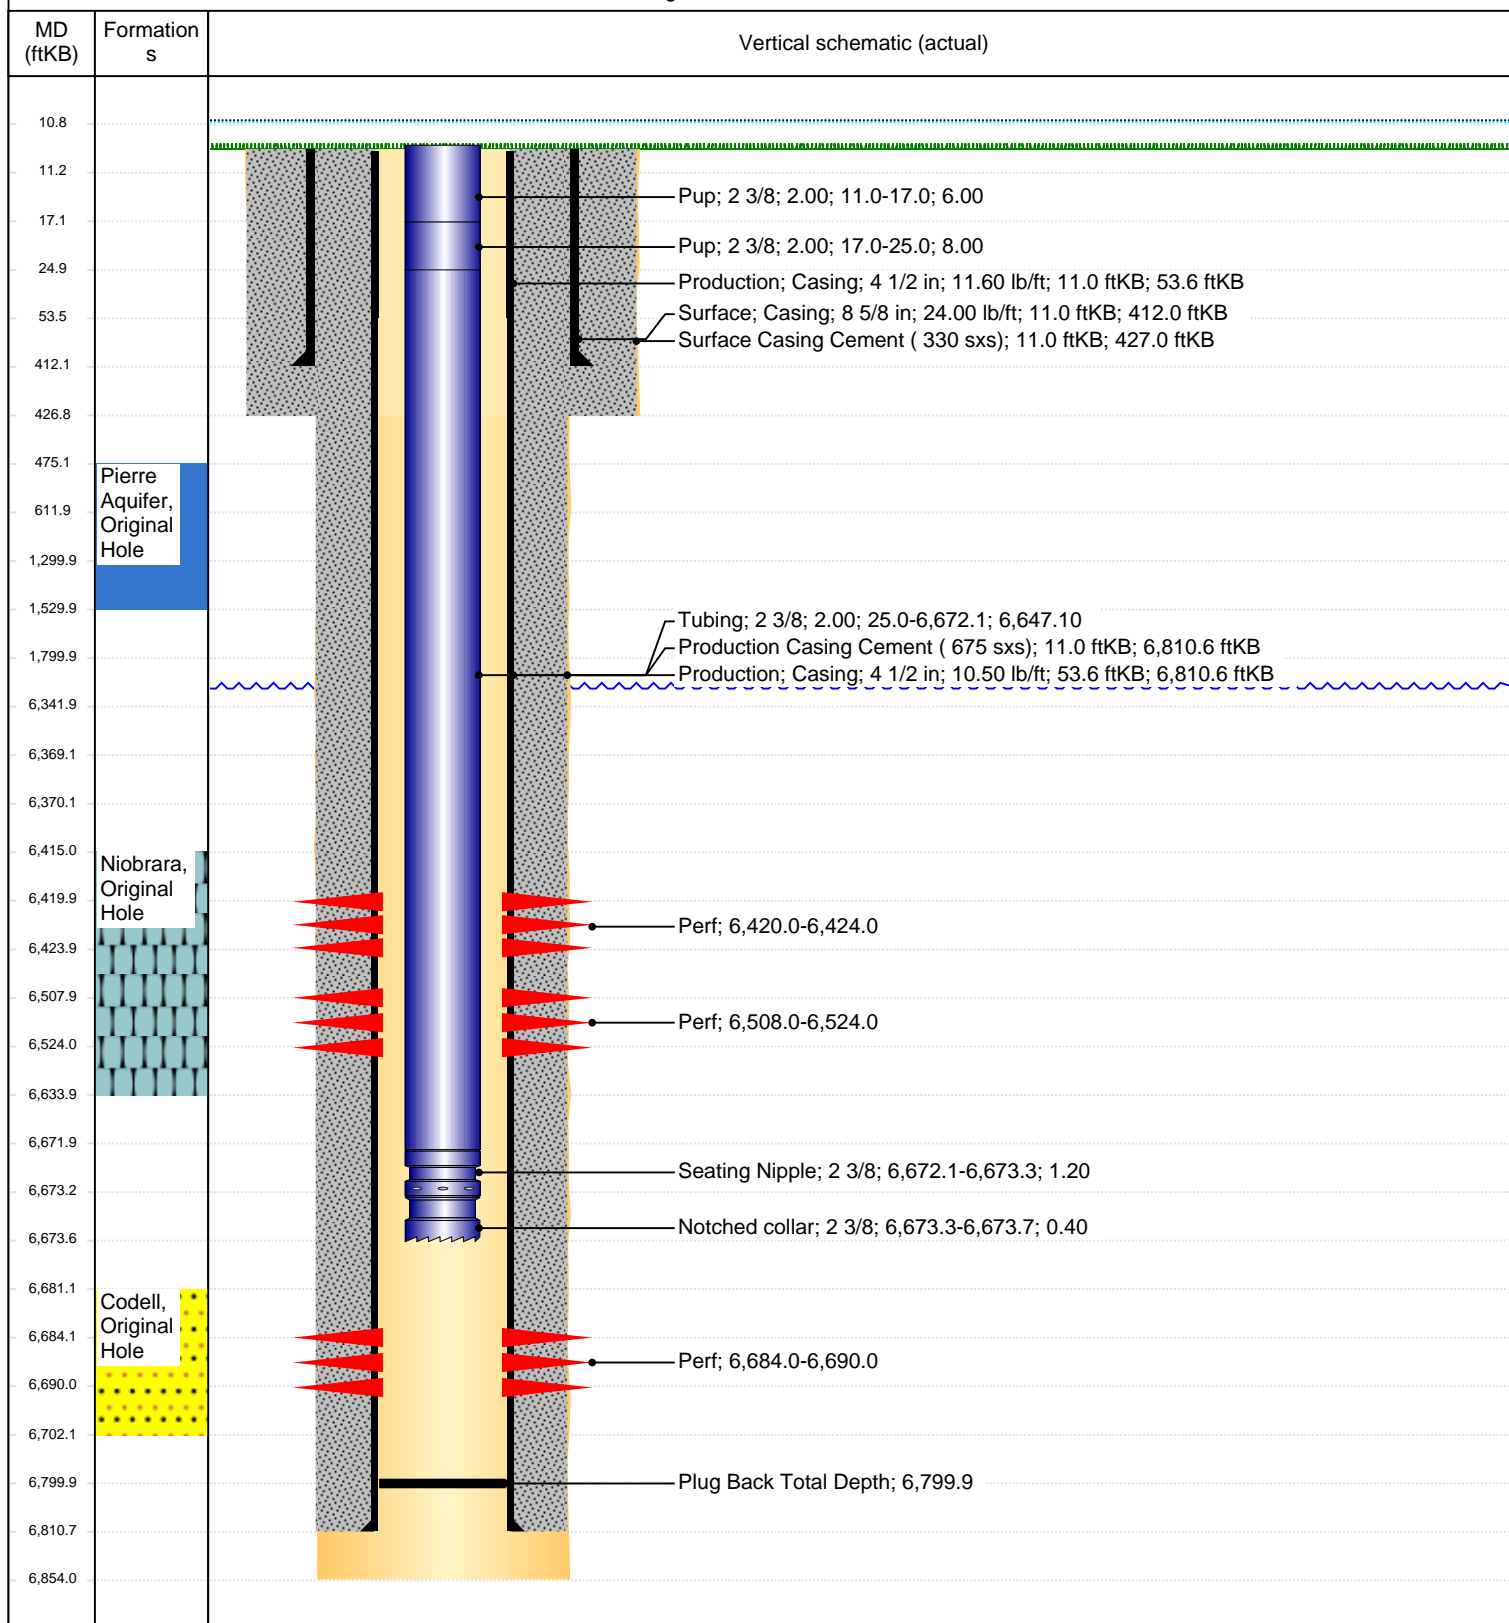 MD
(ftKB)
Formation
s
Vertical schematic (actual)
10.8
11.2
Pup; 2 3/8; 2.00; 11.0-17.0; 6.00
17.1
Pup; 2 3/8; 2.00; 17.0-25.0; 8.00
24.9
Production; Casing; 4 1/2 in; 11.60 lb/ft; 11.0 ftKB; 53.6 ftKB
53.5
Surface; Casing; 8 5/8 in; 24.00 lb/ft; 11.0 ftKB; 412.0 ftKB
Surface Casing Cement ( 330 sxs); 11.0 ftKB; 427.0 ftKB
412.1
426.8
475.1
Pierre
Aquifer,
Original
Hole
611.9
1,299.9
1,529.9
Tubing; 2 3/8; 2.00; 25.0-6,672.1; 6,647.10
Production Casing Cement ( 675 sxs); 11.0 ftKB; 6,810.6 ftKB
1,799.9
Production; Casing; 4 1/2 in; 10.50 lb/ft; 53.6 ftKB; 6,810.6 ftKB
6,341.9
6,369.1
6,370.1
6,415.0
Niobrara,
Original
Hole
6,419.9
Perf; 6,420.0-6,424.0
6,423.9
6,507.9
Perf; 6,508.0-6,524.0
6,524.0
6,633.9
6,671.9
Seating Nipple; 2 3/8; 6,672.1-6,673.3; 1.20
6,673.2
Notched collar; 2 3/8; 6,673.3-6,673.7; 0.40
6,673.6
6,681.1
Codell,
Original
Hole
6,684.1
Perf; 6,684.0-6,690.0
6,690.0
6,702.1
Plug Back Total Depth; 6,799.9
6,799.9
6,810.7
6,854.0